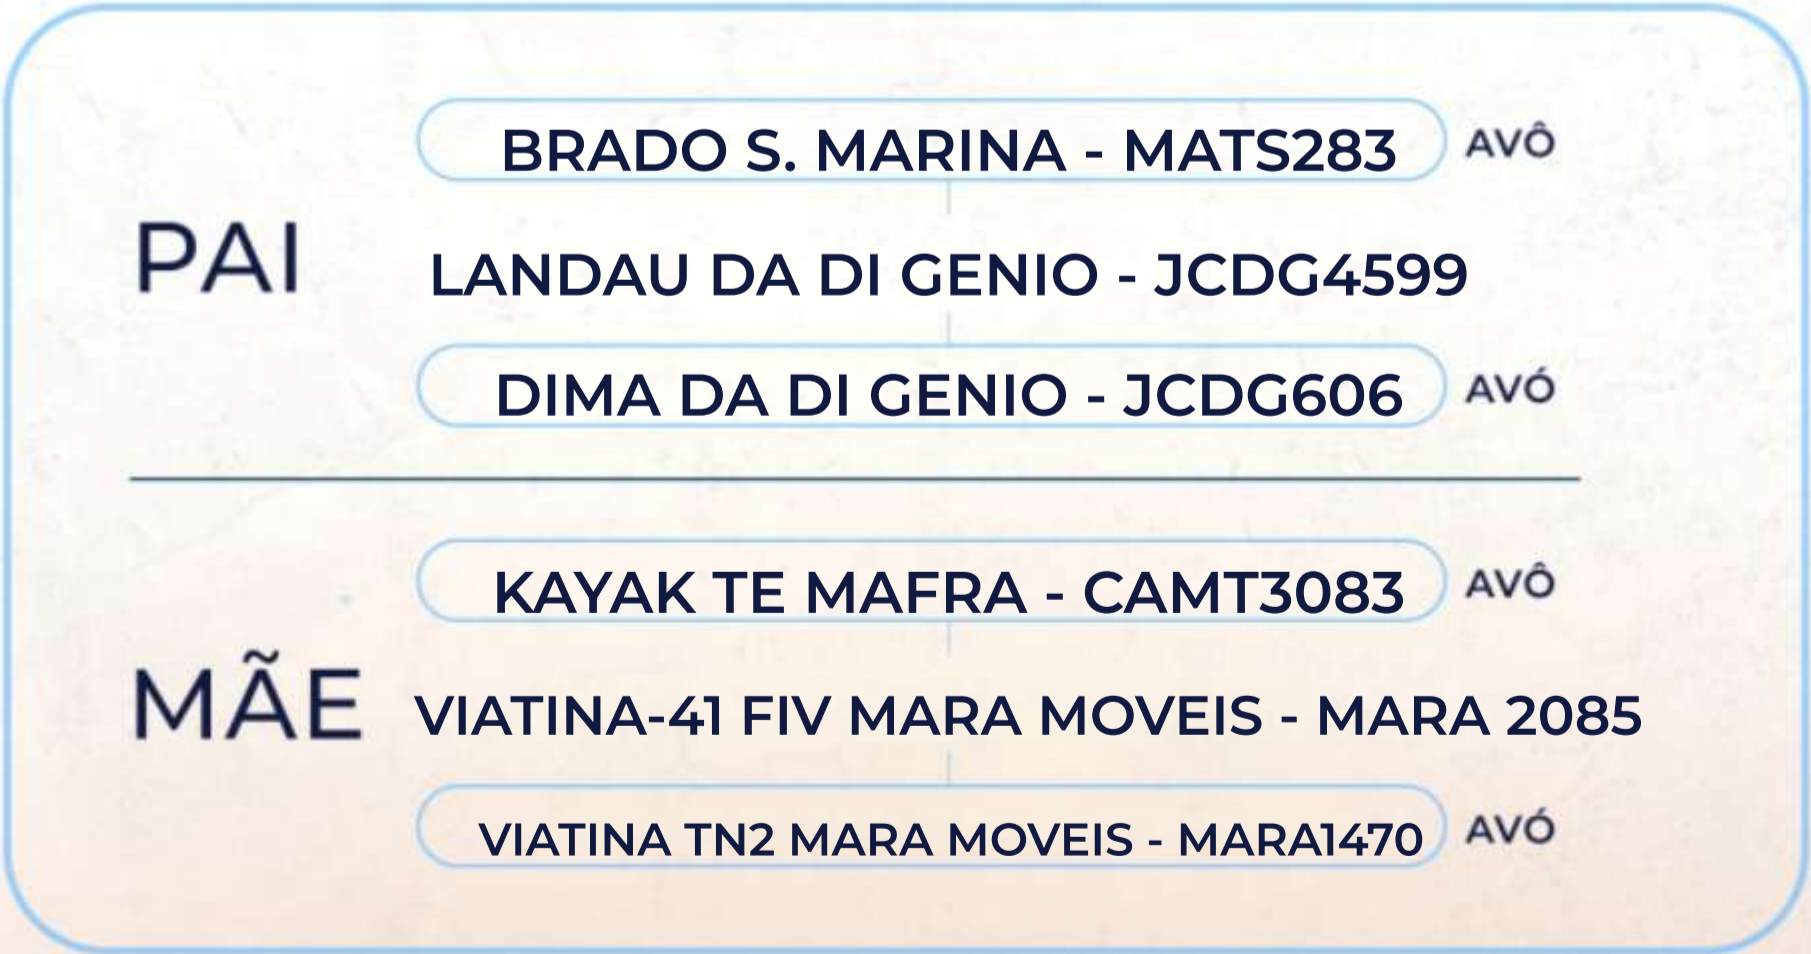 BRADO S. MARINA - MATS283 AVÔ
PAI LANDAU DA DI GENIO - JCDG4599
DIMA DA DI GENIO - JCDG606 AVÓ
KAYAK TE MAFRA - CAMT3083 AVÔ
MÃE VIATINA-41 FIV MARA MOVEIS - MARA 2085
VIATINA TN2 MARA MOVEIS - MARA1470 AVÓ